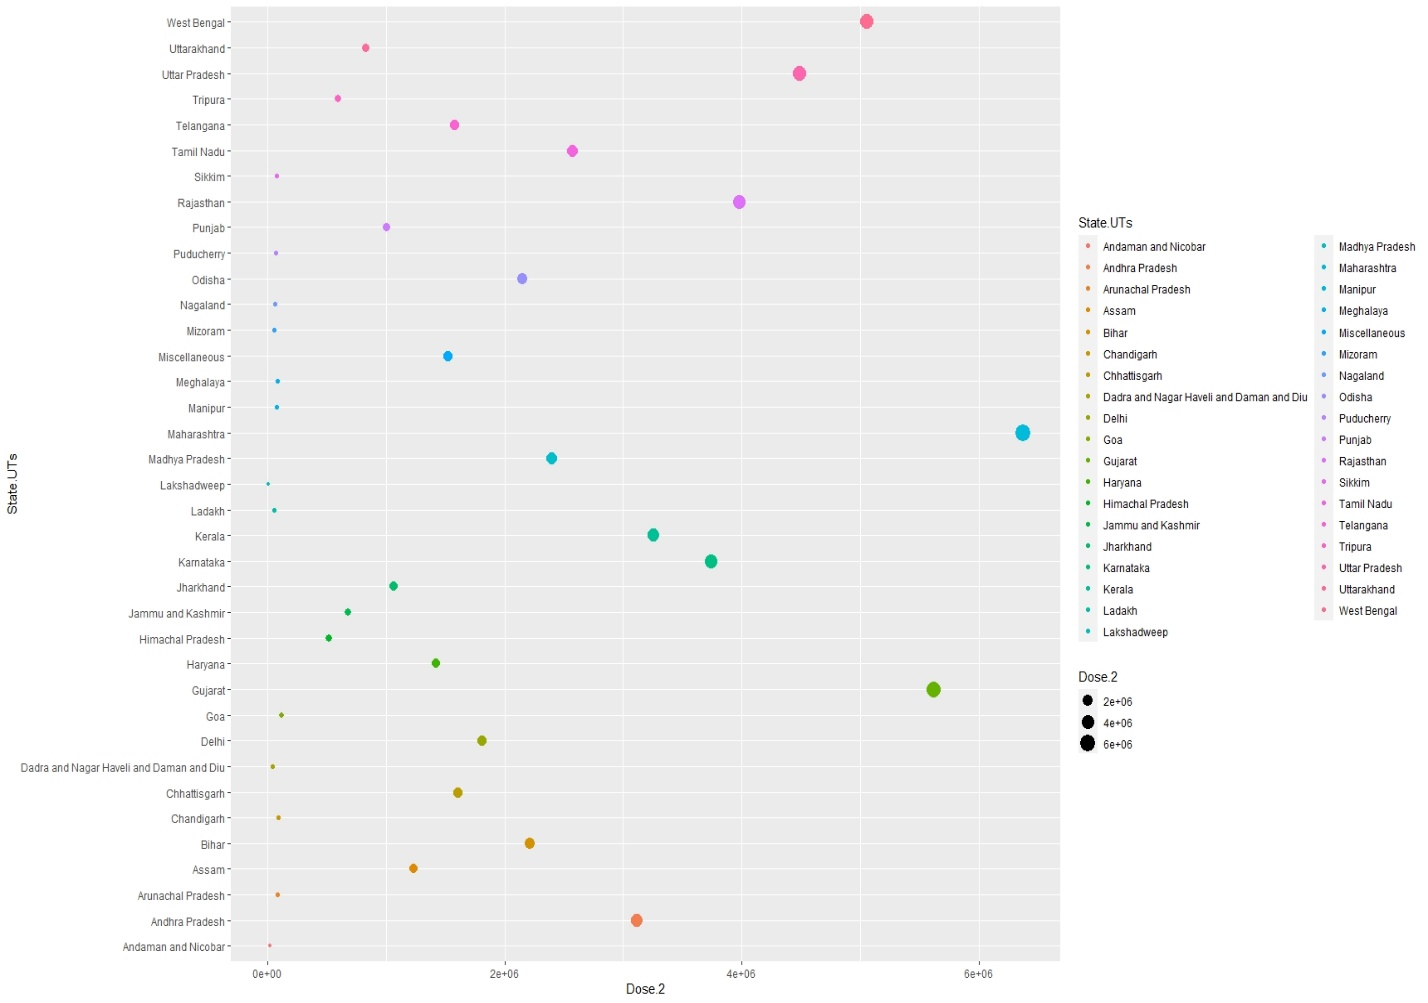 West Bengal
Uttarakhand
Uttar Pradesh
Tripura
Telangana
Tamil Nadu
Sikkim
Rajasthan
Punjab
Puducherry
Odisha
Nagaland
Mizoram
Miscellaneous
Meghalaya
Manipur
Maharashtra
Madhya Pradesh
Lakshadweep
Ladakh
Kerala
Karnataka
Jharkhand
Jammu and Kashmir
Himachal Pradesh
Haryana
Gujarat
Goa
Delhi
Dadra and Nagar Haveli and Daman and Diu
Chhattisgarh
Chandigarh
Bihar
Assam
Arunachal Pradesh
Andhra Pradesh
Andaman and Nicobar
State.UTs
0e+00
2e+06
4e+06
6e+06
Dose.2
State.UTs
Andaman and Nicobar
Andhra Pradesh
Arunachal Pradesh
Assam
Bihar
Chandigarh
Chhattisgarh
Dadra and Nagar Haveli and Daman and Diu
Delhi
Goa
Gujarat
Haryana
Himachal Pradesh
Jammu and Kashmir
Jharkhand
Karnataka
Kerala
Ladakh
Lakshadweep
Madhya Pradesh
Maharashtra
Manipur
Meghalaya
Miscellaneous
Mizoram
Nagaland
Odisha
Puducherry
Punjab
Rajasthan
Sikkim
Tamil Nadu
Telangana
Tripura
Uttar Pradesh
Uttarakhand
West Bengal
Dose.2
2e+06
4e+06
6e+06